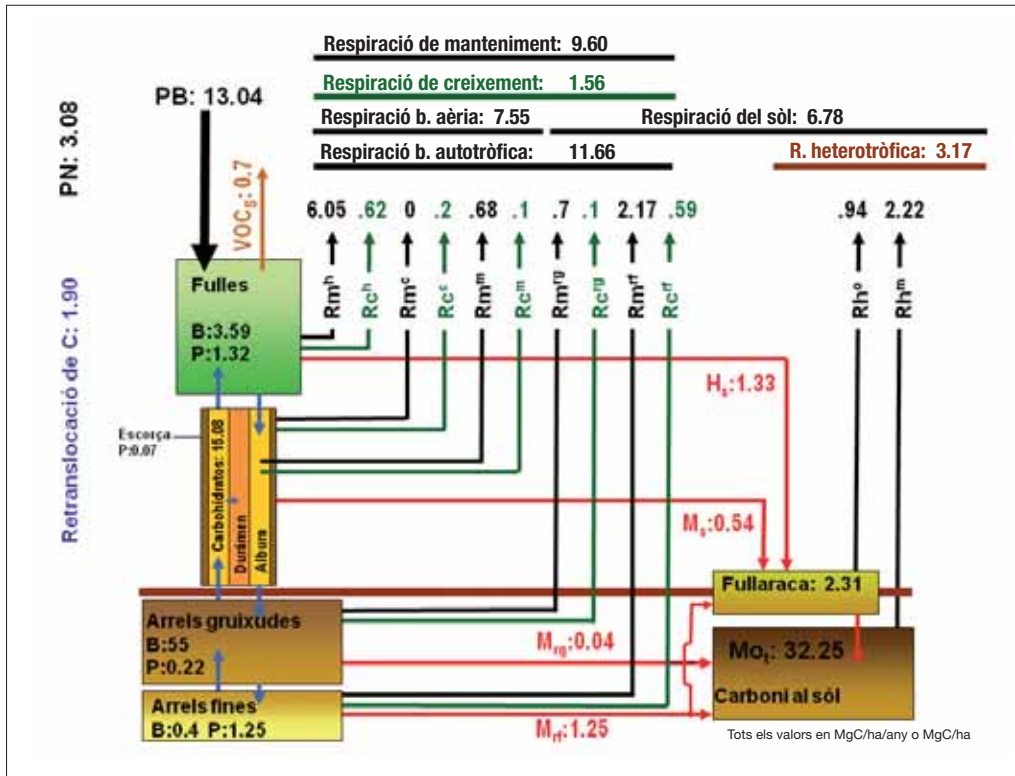 Respiració de manteniment: 9.60
Respiració de creixement: 1.56
Respiració b. aèria: 7.55
Respiració del sòl: 6.78
Respiració b. autotròfica: 11.66
R. heterotròfica: 3.17
PB: 13.04
PN: 3.08
VOCs: 0.7
Retranslocació de C: 1.90
6.05 .62 0 .2 .68 .1 .7 .1 2.17 .59 .94 2.22
Rmʰ Rcʰ Rmᶜ Rcᶜ Rmᵐ Rcᵐ Rmʳᵍ Rcʳᵍ Rmʳᶠ Rcʳᶠ Rhᵒ Rhᵐ
Fulles
B:3.59
P:1.32
Hₛ:1.33
Escorça
P:0.07
Carbohidratos: 15.08
Durámen
Albura
Mₛ:0.54
Fullaraca: 2.31
Arrels gruixudes
B:55
P:0.22
Mrg:0.04
Moₜ: 32.25
Carboni al sòl
Arrels fines
B:0.4 P:1.25
Mrf:1.25
Tots els valors en MgC/ha/any o MgC/ha